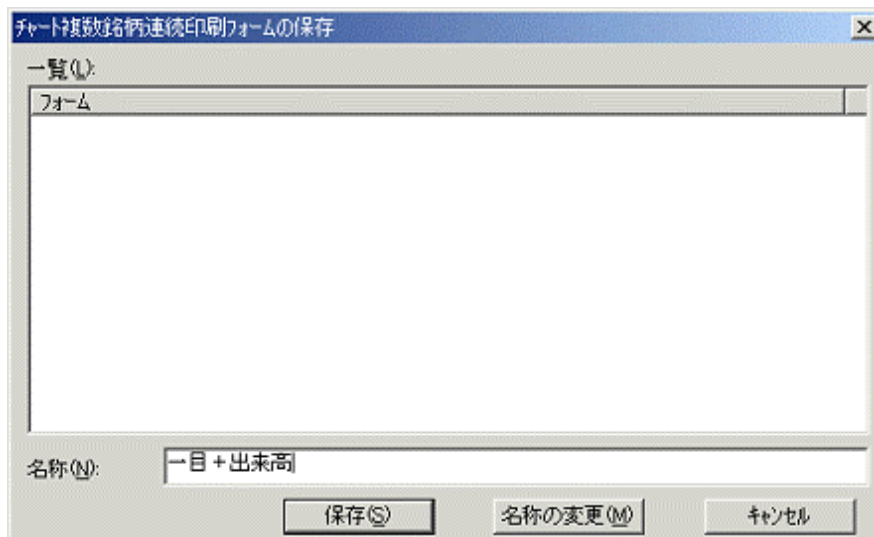 チャート複数銘柄連続印刷フォームの保存
一覧(L):
フォーム
名称(N):
一目+出来高
保存(S)
名称の変更(M)
キャンセル